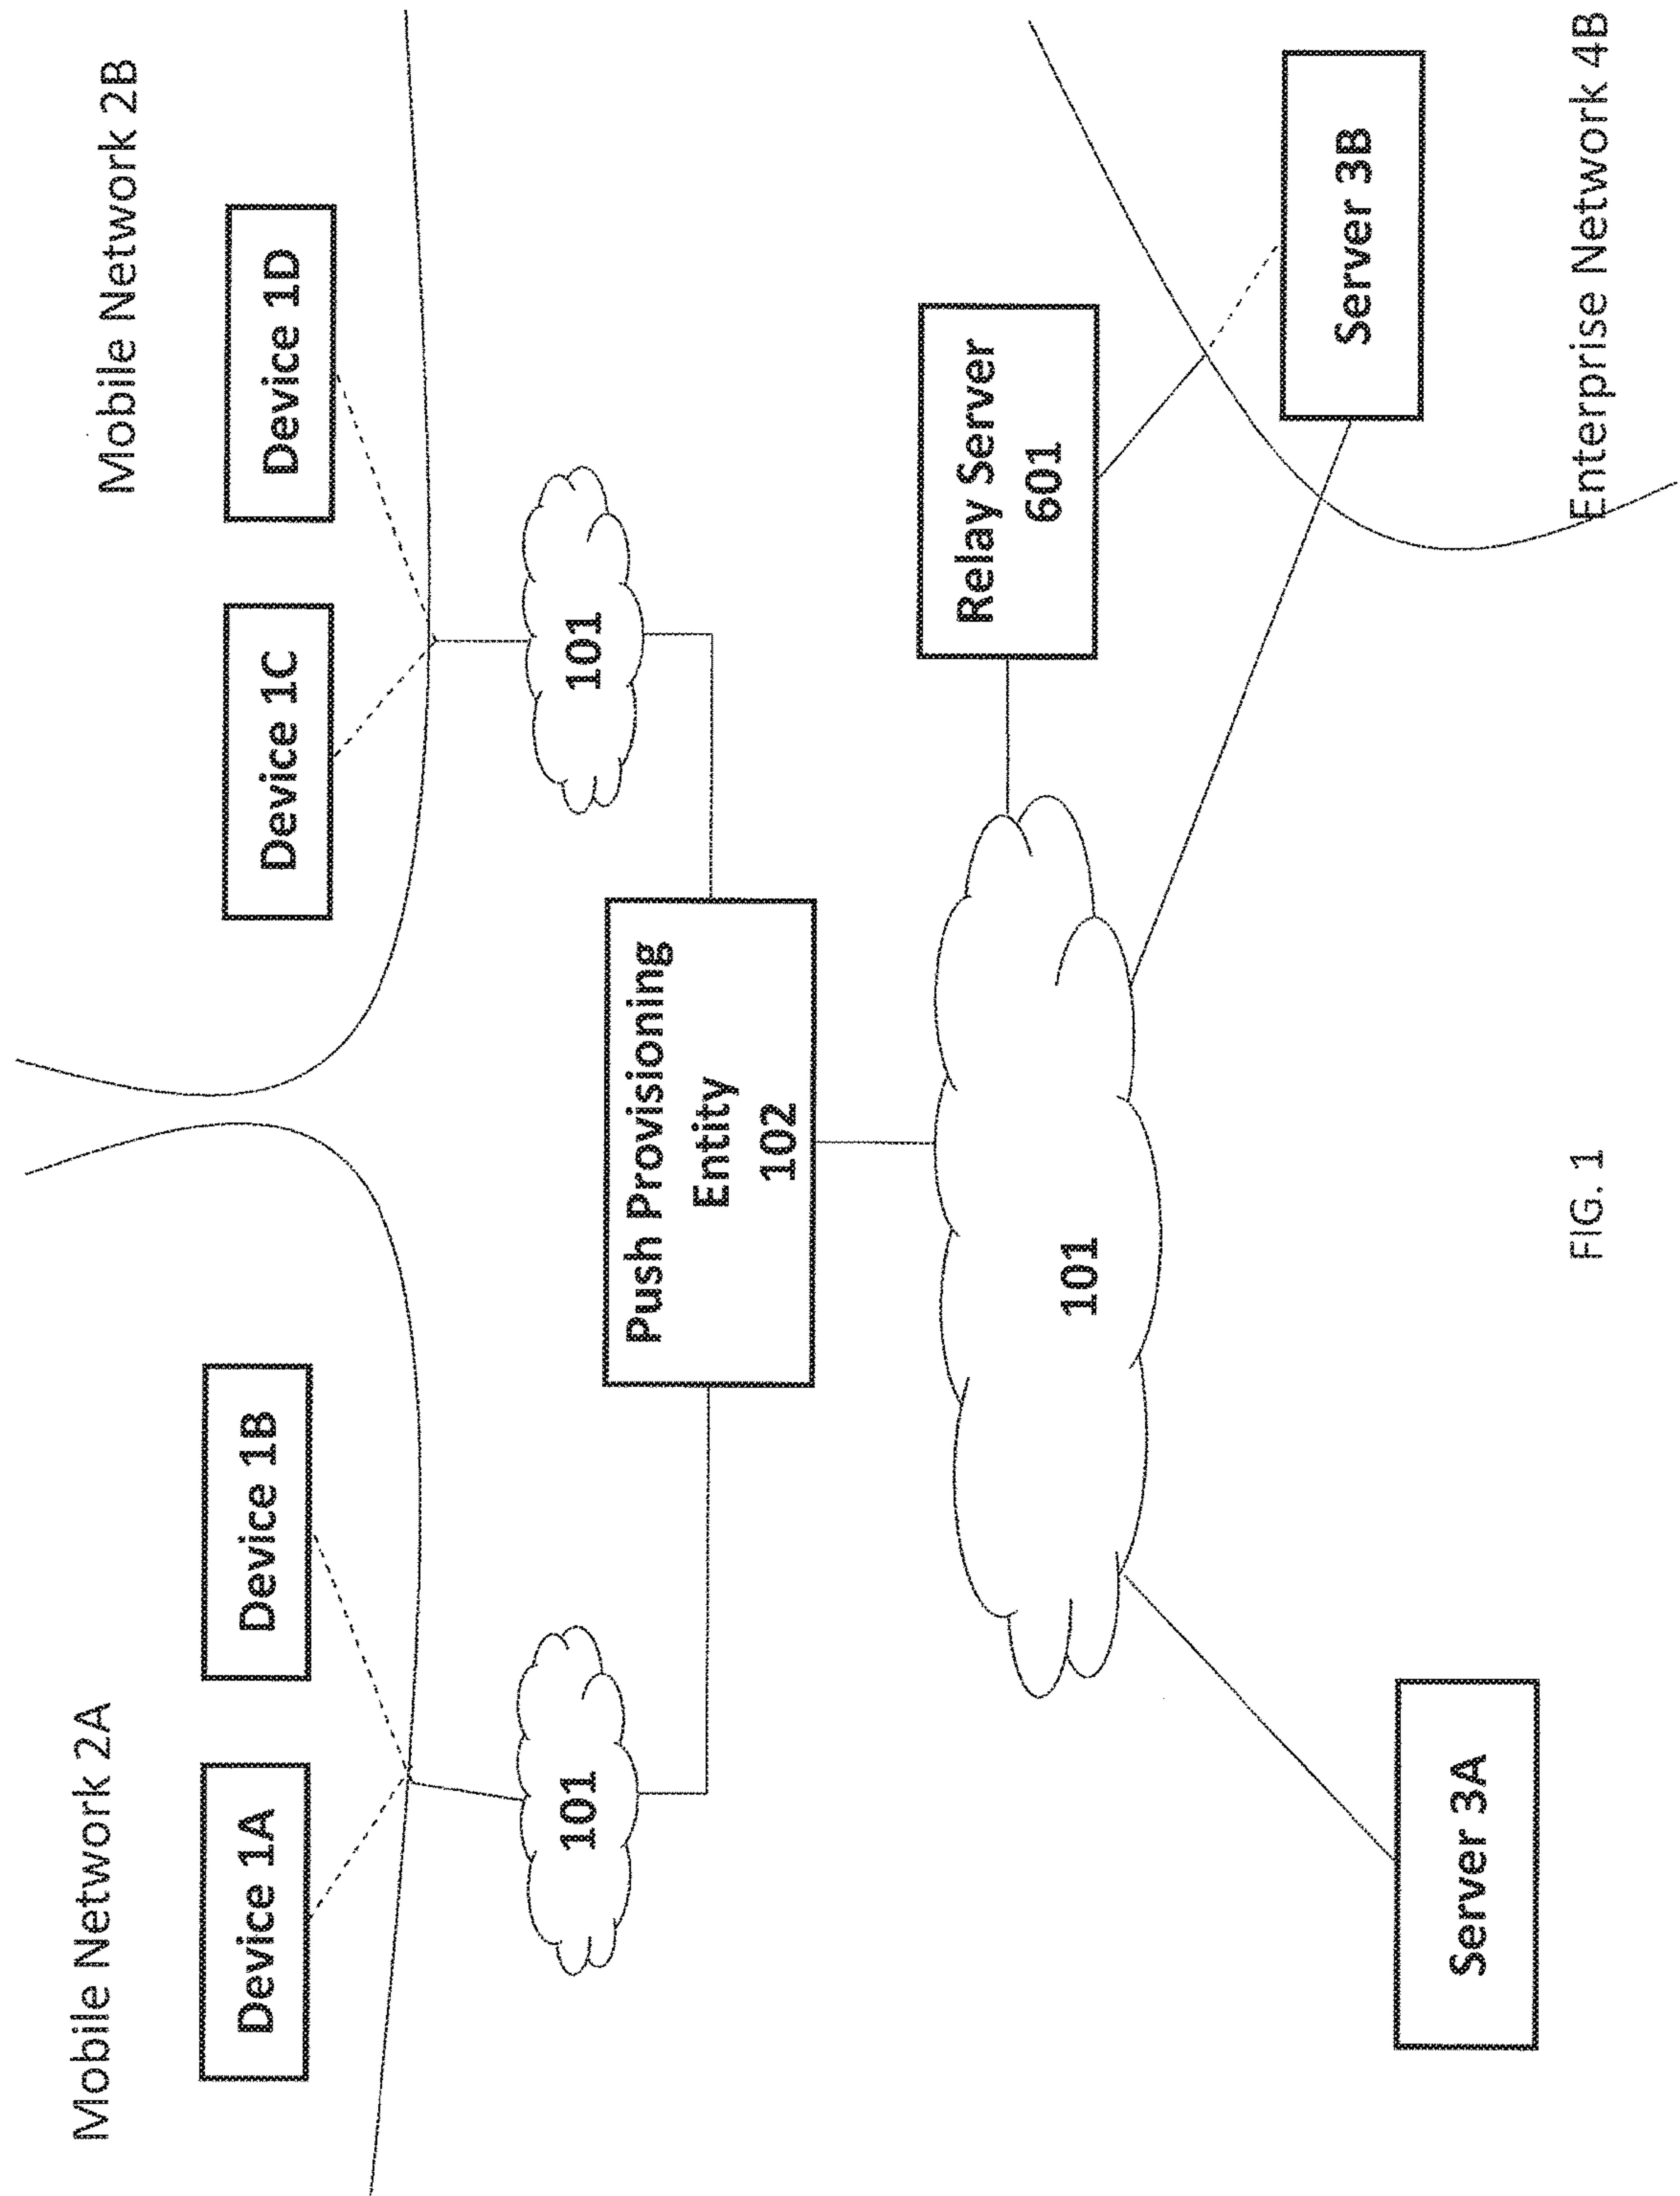 Mobile Network 2A
Mobile Network 2B
Device 1A
Device 1B
Device 1C
Device 1D
101
101
Push Provisioning
Entity
102
101
Relay Server
601
Server 3A
Server 3B
FIG. 1
Enterprise Network 4B